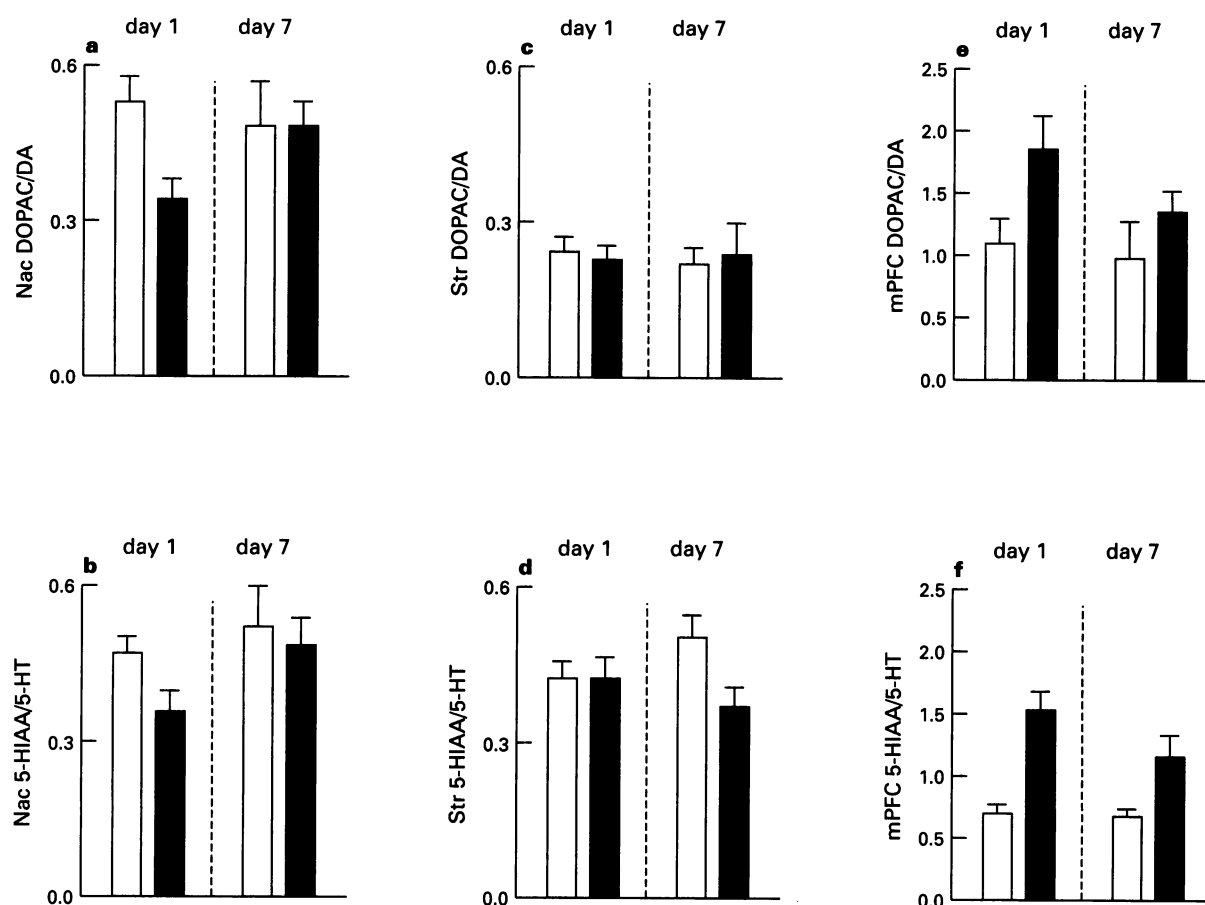 day 1 day 7
a
0.6
0.3
0.0
Nac DOPAC/DA
day 1 day 7
c
0.6
0.3
0.0
Str DOPAC/DA
day 1 day 7
e
2.5
2.0
1.5
1.0
0.5
0.0
mPFC DOPAC/DA
day 1 day 7
b
0.6
0.3
0.0
Nac 5-HIAA/5-HT
day 1 day 7
d
0.6
0.3
0.0
Str 5-HIAA/5-HT
day 1 day 7
f
2.5
2.0
1.5
1.0
0.5
0.0
mPFC 5-HIAA/5-HT